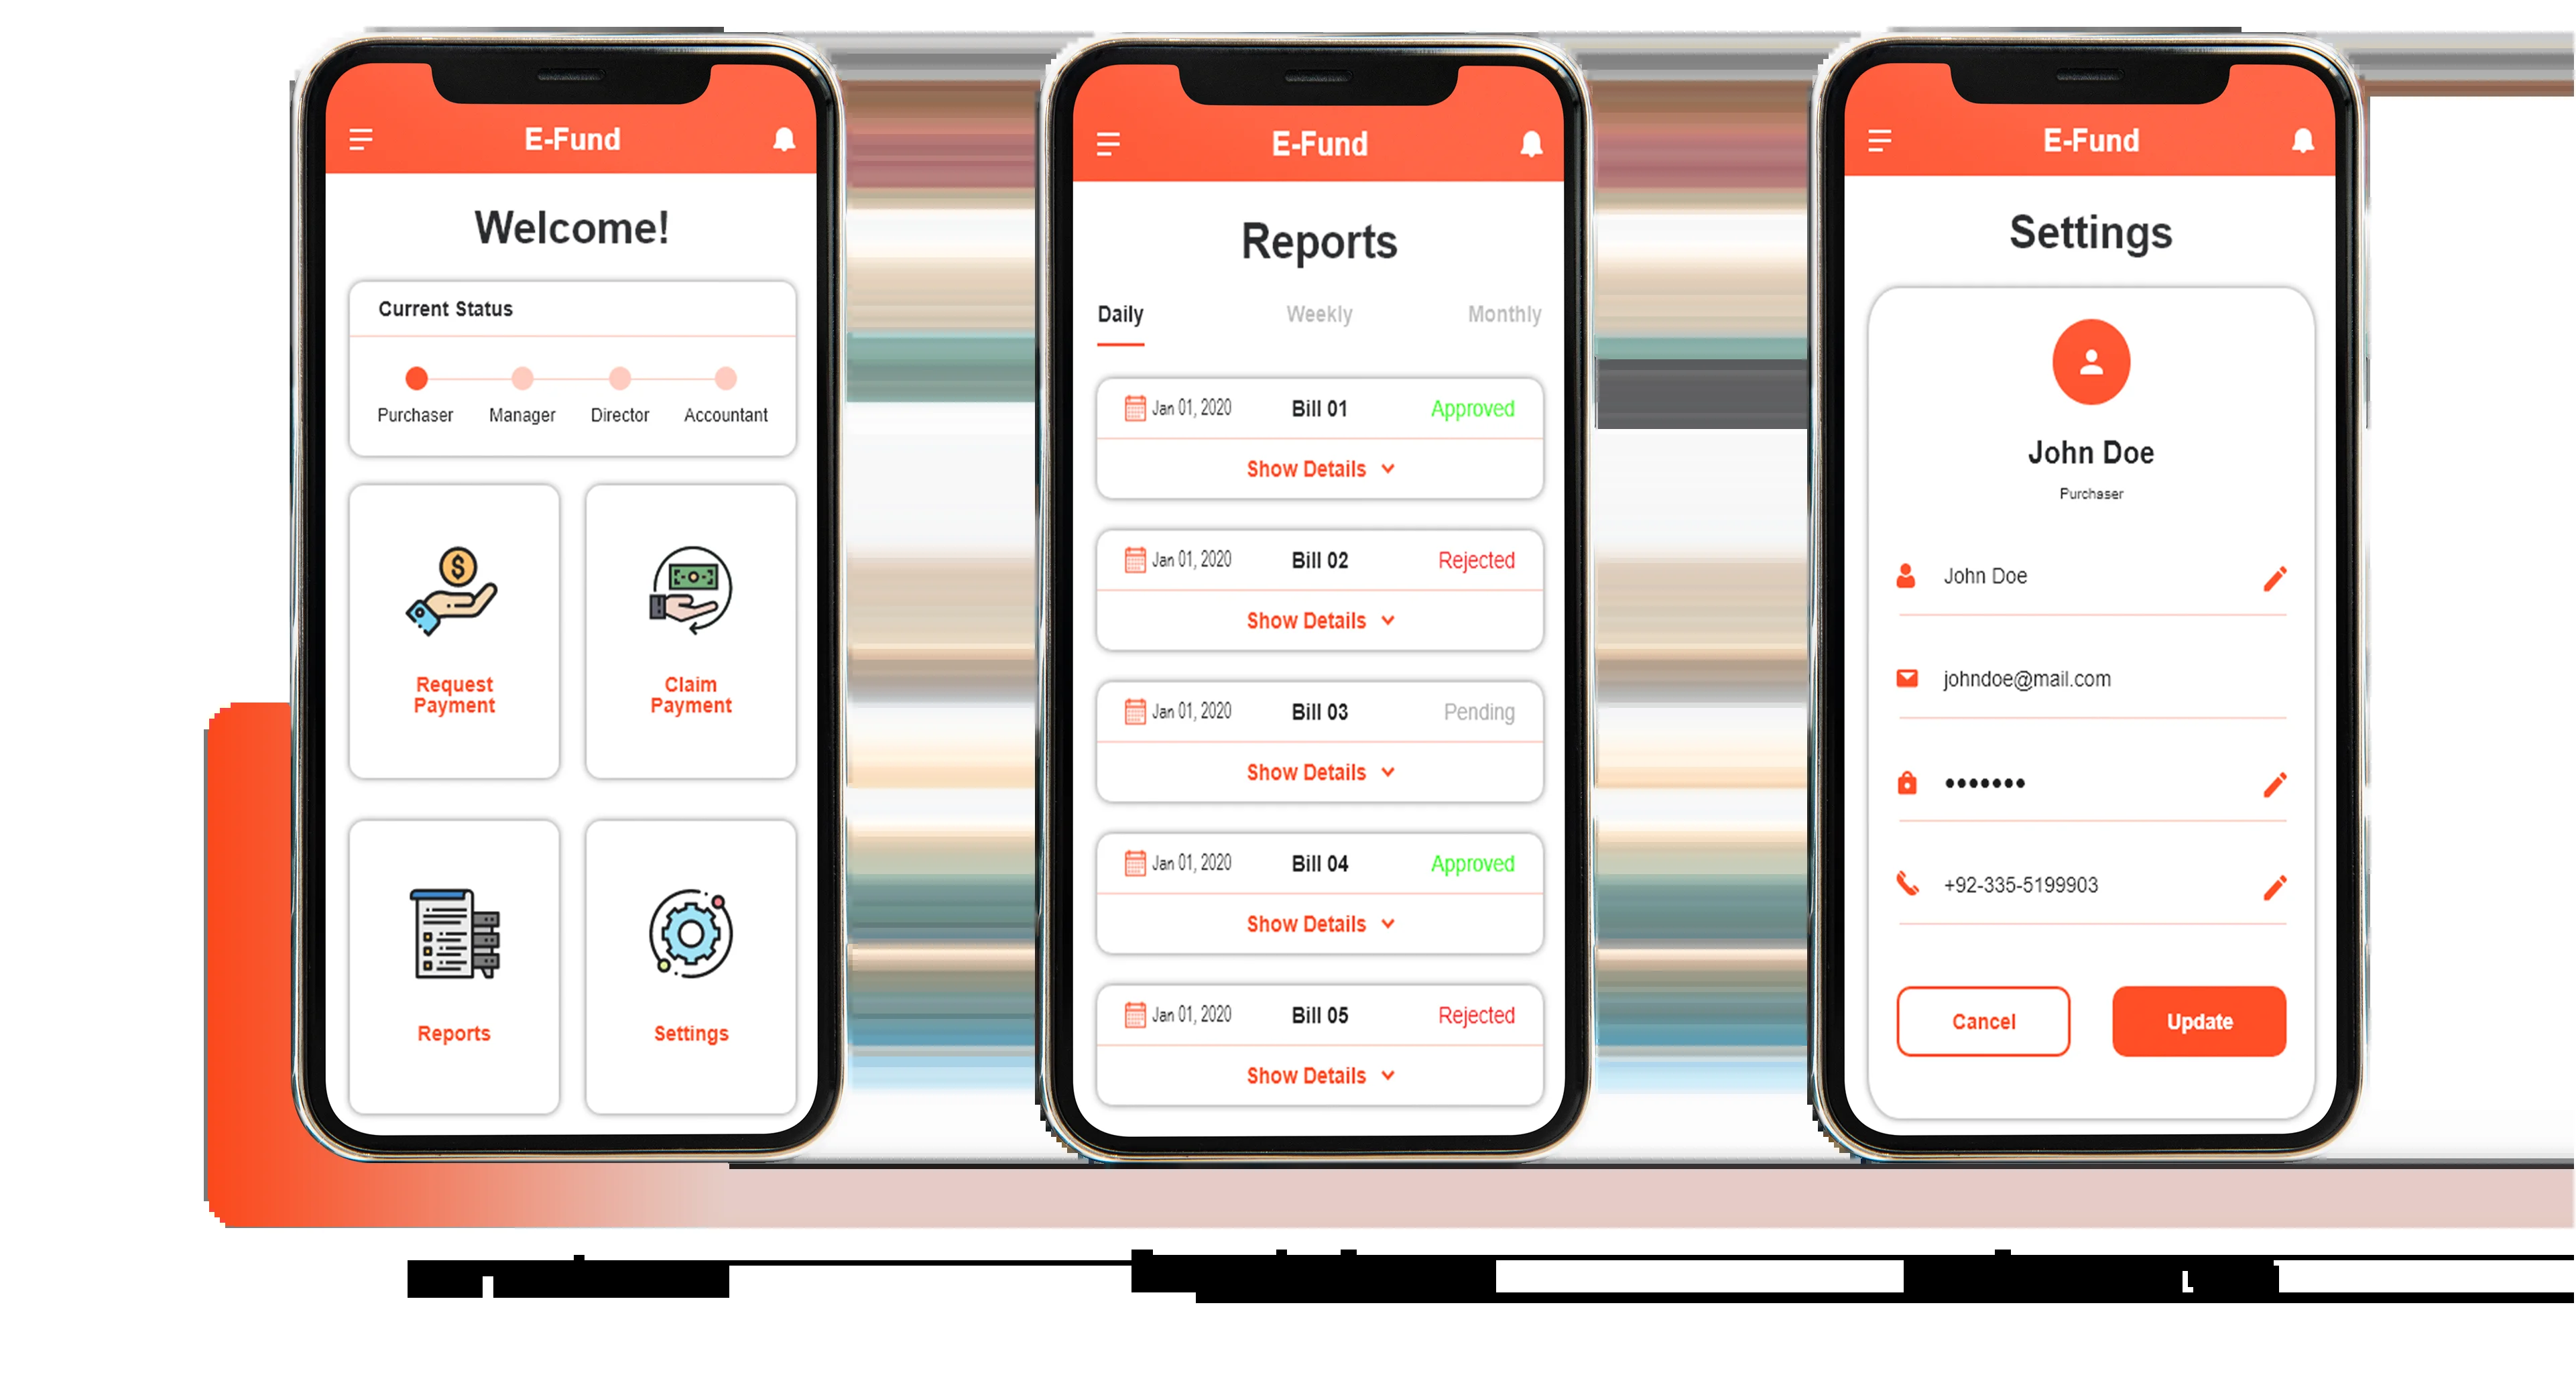 E-Fund
Welcome!
Current Status
Purchaser Manager Director Accountant
Request
Payment
Claim
Payment
Reports
Settings
E-Fund
Reports
Daily Weekly Monthly
Jan 01, 2020 Bill 01 Approved
Show Details
Jan 01, 2020 Bill 02 Rejected
Show Details
Jan 01, 2020 Bill 03 Pending
Show Details
Jan 01, 2020 Bill 04 Approved
Show Details
Jan 01, 2020 Bill 05 Rejected
Show Details
E-Fund
Settings
John Doe
Purchaser
John Doe
johndoe@mail.com
•••••••
+92-335-5199903
Cancel Update